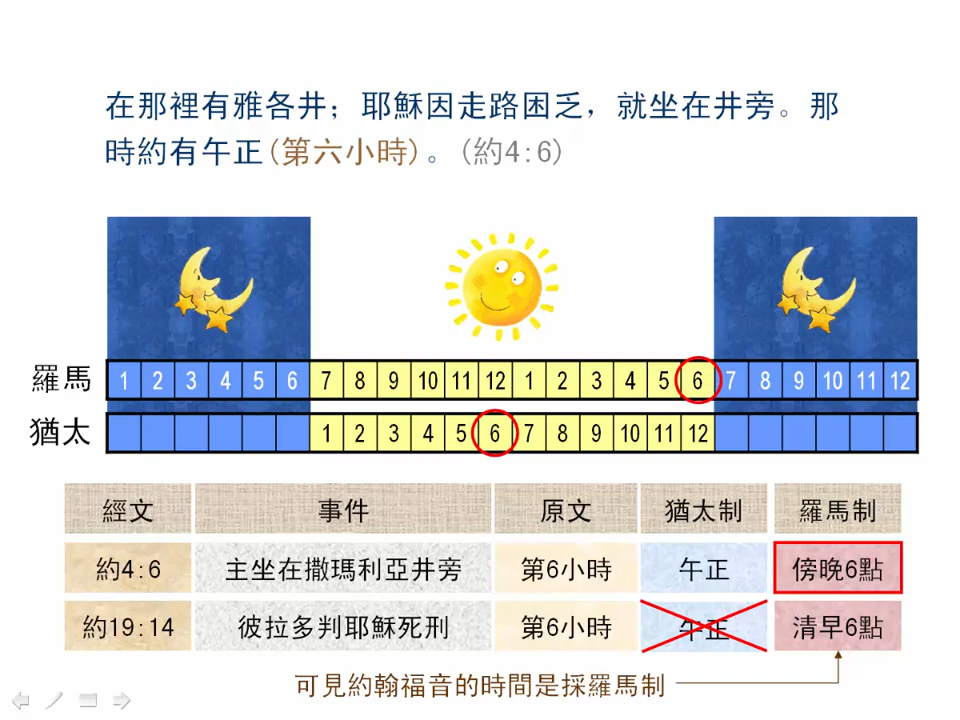 在那裡有雅各井；耶穌因走路困乏，就坐在井旁。那
時約有午正(第六小時)。(約4:6)
羅馬 1 2 3 4 5 6 7 8 9 10 11 12 1 2 3 4 5 6 7 8 9 10 11 12
猶太 1 2 3 4 5 6 7 8 9 10 11 12
經文 事件 原文 猶太制 羅馬制
約4:6 主坐在撒瑪利亞井旁 第6小時 午正 傍晚6點
約19:14 彼拉多判耶穌死刑 第6小時 午正 清早6點
可見約翰福音的時間是採羅馬制